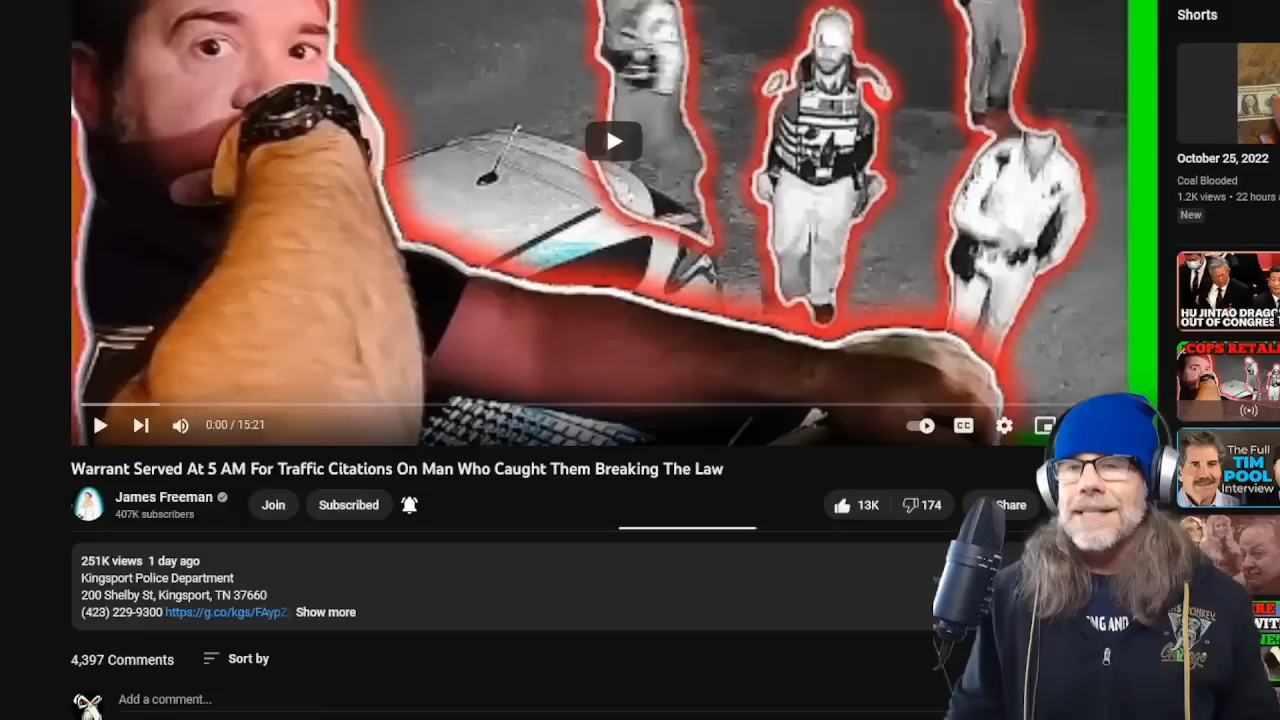 Shorts
October 25, 2022
Coal Blooded
1.2K views • 22 hours
New
HU JINTAO DRAGG
OUT OF CONGRES
COPS RETAL
The Full
TIM
POOL
Interview
0:00 / 15:21
CC
Warrant Served At 5 AM For Traffic Citations On Man Who Caught Them Breaking The Law
James Freeman
407K subscribers
Join
Subscribed
13K
174
Share
251K views 1 day ago
Kingsport Police Department
200 Shelby St, Kingsport, TN 37660
(423) 229-9300 https://g.co/kgs/FAypZ
Show more
4,397 Comments
Sort by
Add a comment...